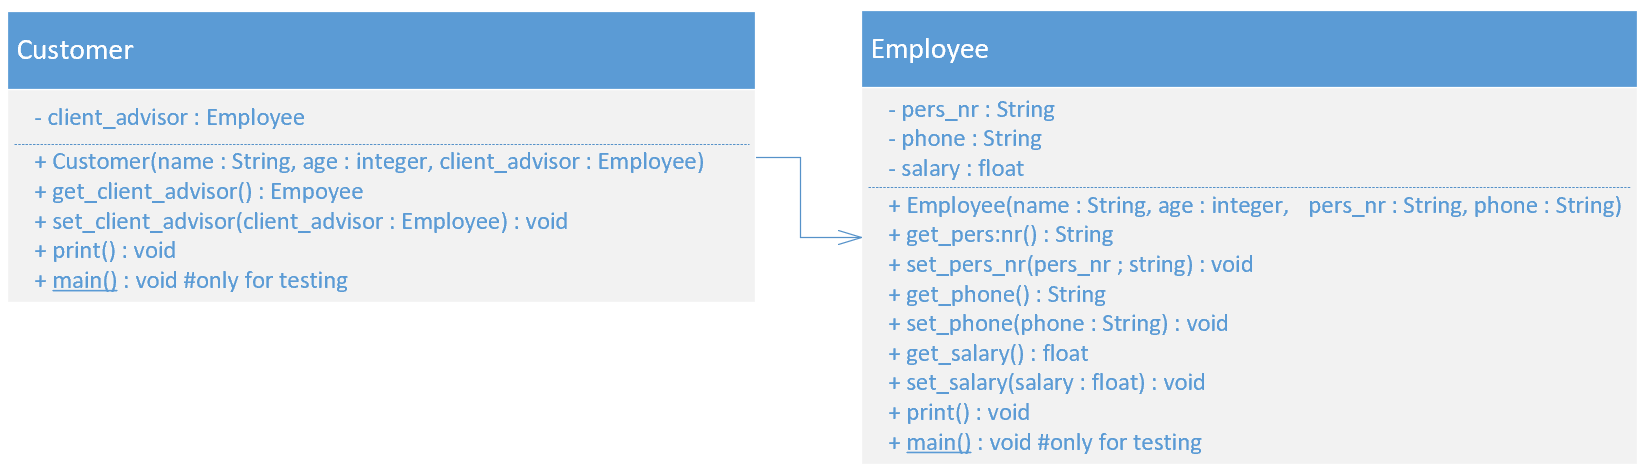 Customer
- client_advisor : Employee
+ Customer(name : String, age : integer, client_advisor : Employee)
+ get_client_advisor() : Empoyee
+ set_client_advisor(client_advisor : Employee) : void
+ print() : void
+ main() : void #only for testing
Employee
- pers_nr : String
- phone : String
- salary : float
+ Employee(name : String, age : integer, pers_nr : String, phone : String)
+ get_pers:nr() : String
+ set_pers_nr(pers_nr ; string) : void
+ get_phone() : String
+ set_phone(phone : String) : void
+ get_salary() : float
+ set_salary(salary : float) : void
+ print() : void
+ main() : void #only for testing